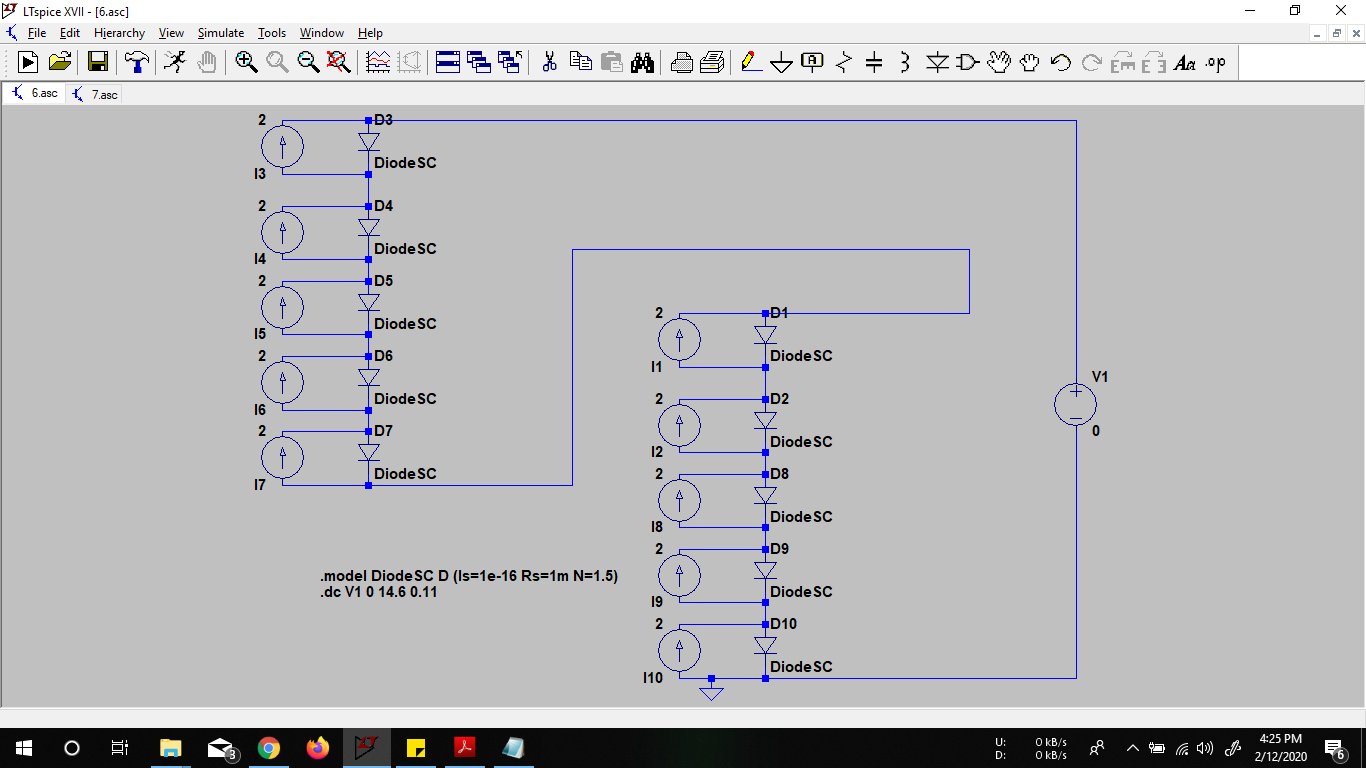 LTspice XVII - [6.asc]
File Edit Hierarchy View Simulate Tools Window Help
Aa .op
6.asc 7.asc
2 D3
DiodeSC
I3
2 D4
DiodeSC
I4
2 D5
DiodeSC
I5
2 D6
DiodeSC
I6
2 D7
DiodeSC
I7
2 D1
DiodeSC
I1
2 D2
DiodeSC
I2
2 D8
DiodeSC
I8
2 D9
DiodeSC
I9
2 D10
DiodeSC
I10
V1
0
.model DiodeSC D (Is=1e-16 Rs=1m N=1.5)
.dc V1 0 14.6 0.11
3
U: 0 kB/s
D: 0 kB/s
4:25 PM
2/12/2020
6